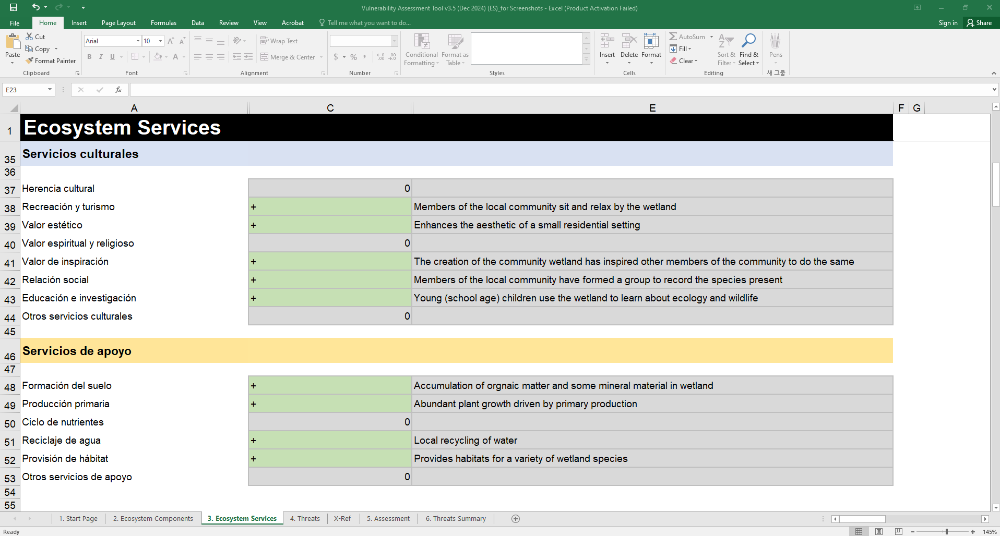 Vulnerability Assessment Tool v3.5 (Dec 2024) (ES)_for Screenshots - Excel (Product Activation Failed)
File Home Insert Page Layout Formulas Data Review View Acrobat Tell me what you want to do... Sign in Share
Paste Cut Copy Format Painter Clipboard
Arial 10 B I U A Font
Wrap Text Merge & Center Alignment
$ % Number
Conditional Formatting Format as Table Styles
Insert Delete Format Cells
AutoSum Fill Clear Sort & Filter Find & Select Editing
Pens 새 그룹
E23 fx
A C E F G
1 Ecosystem Services
35 Servicios culturales
36
37 Herencia cultural 0
38 Recreación y turismo + Members of the local community sit and relax by the wetland
39 Valor estético + Enhances the aesthetic of a small residential setting
40 Valor espiritual y religioso 0
41 Valor de inspiración + The creation of the community wetland has inspired other members of the community to do the same
42 Relación social + Members of the local community have formed a group to record the species present
43 Educación e investigación + Young (school age) children use the wetland to learn about ecology and wildlife
44 Otros servicios culturales 0
45
46 Servicios de apoyo
47
48 Formación del suelo + Accumulation of orgnaic matter and some mineral material in wetland
49 Producción primaria + Abundant plant growth driven by primary production
50 Ciclo de nutrientes 0
51 Reciclaje de agua + Local recycling of water
52 Provisión de hábitat + Provides habitats for a variety of wetland species
53 Otros servicios de apoyo 0
54
55
1. Start Page 2. Ecosystem Components 3. Ecosystem Services 4. Threats X-Ref 5. Assessment 6. Threats Summary
Ready 145%